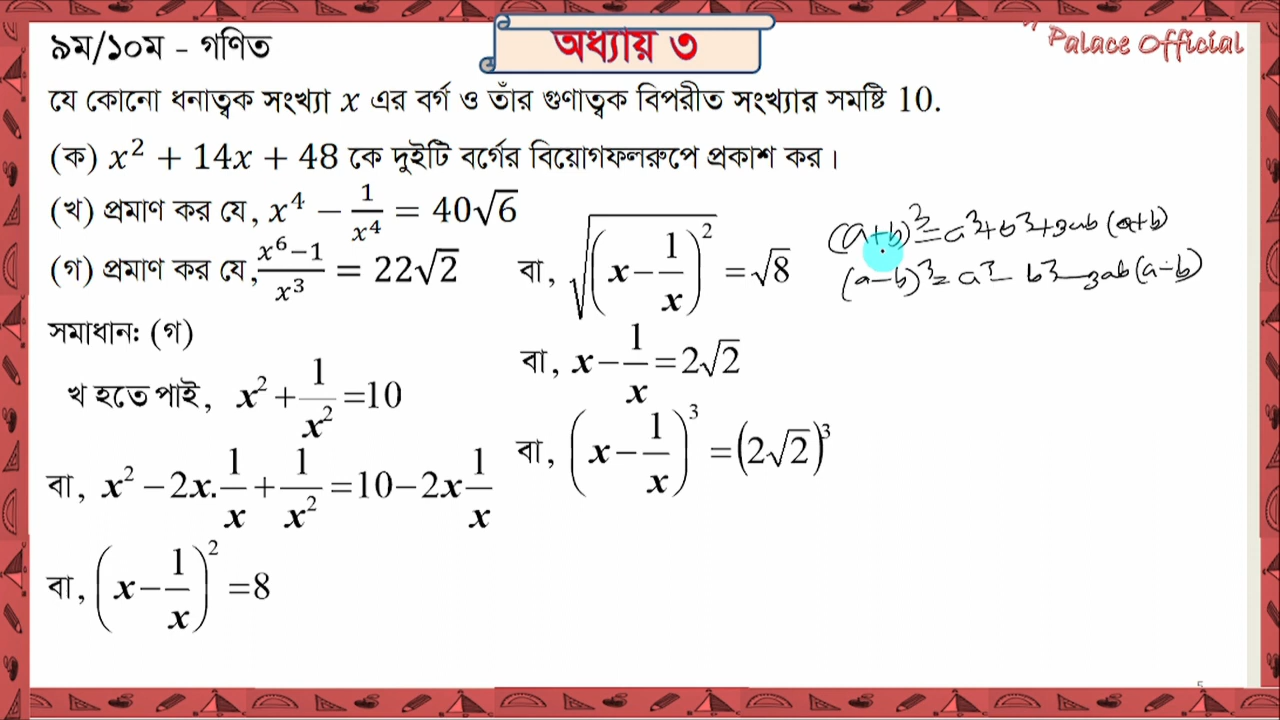 ৯ম/১০ম - গণিত
অধ্যায় ৩
Palace Official
যে কোনো ধনাত্বক সংখ্যা x এর বর্গ ও তাঁর গুণাত্বক বিপরীত সংখ্যার সমষ্টি 10.
(ক) x² + 14x + 48 কে দুইটি বর্গের বিয়োগফলরুপে প্রকাশ কর।
(খ) প্রমাণ কর যে, x⁴ − 1/x⁴ = 40√6
(গ) প্রমাণ কর যে, (x⁶−1)/x³ = 22√2
সমাধানঃ (গ)
খ হতে পাই, x² + 1/x² = 10
বা, x² − 2x.1/x + 1/x² = 10 − 2x 1/x
বা, (x − 1/x)² = 8
বা, √((x − 1/x)²) = √8
বা, x − 1/x = 2√2
বা, (x − 1/x)³ = (2√2)³
(a+b)³ = a³+b³+3ab(a+b)
(a−b)³ = a³ − b³ − 3ab(a−b)
5